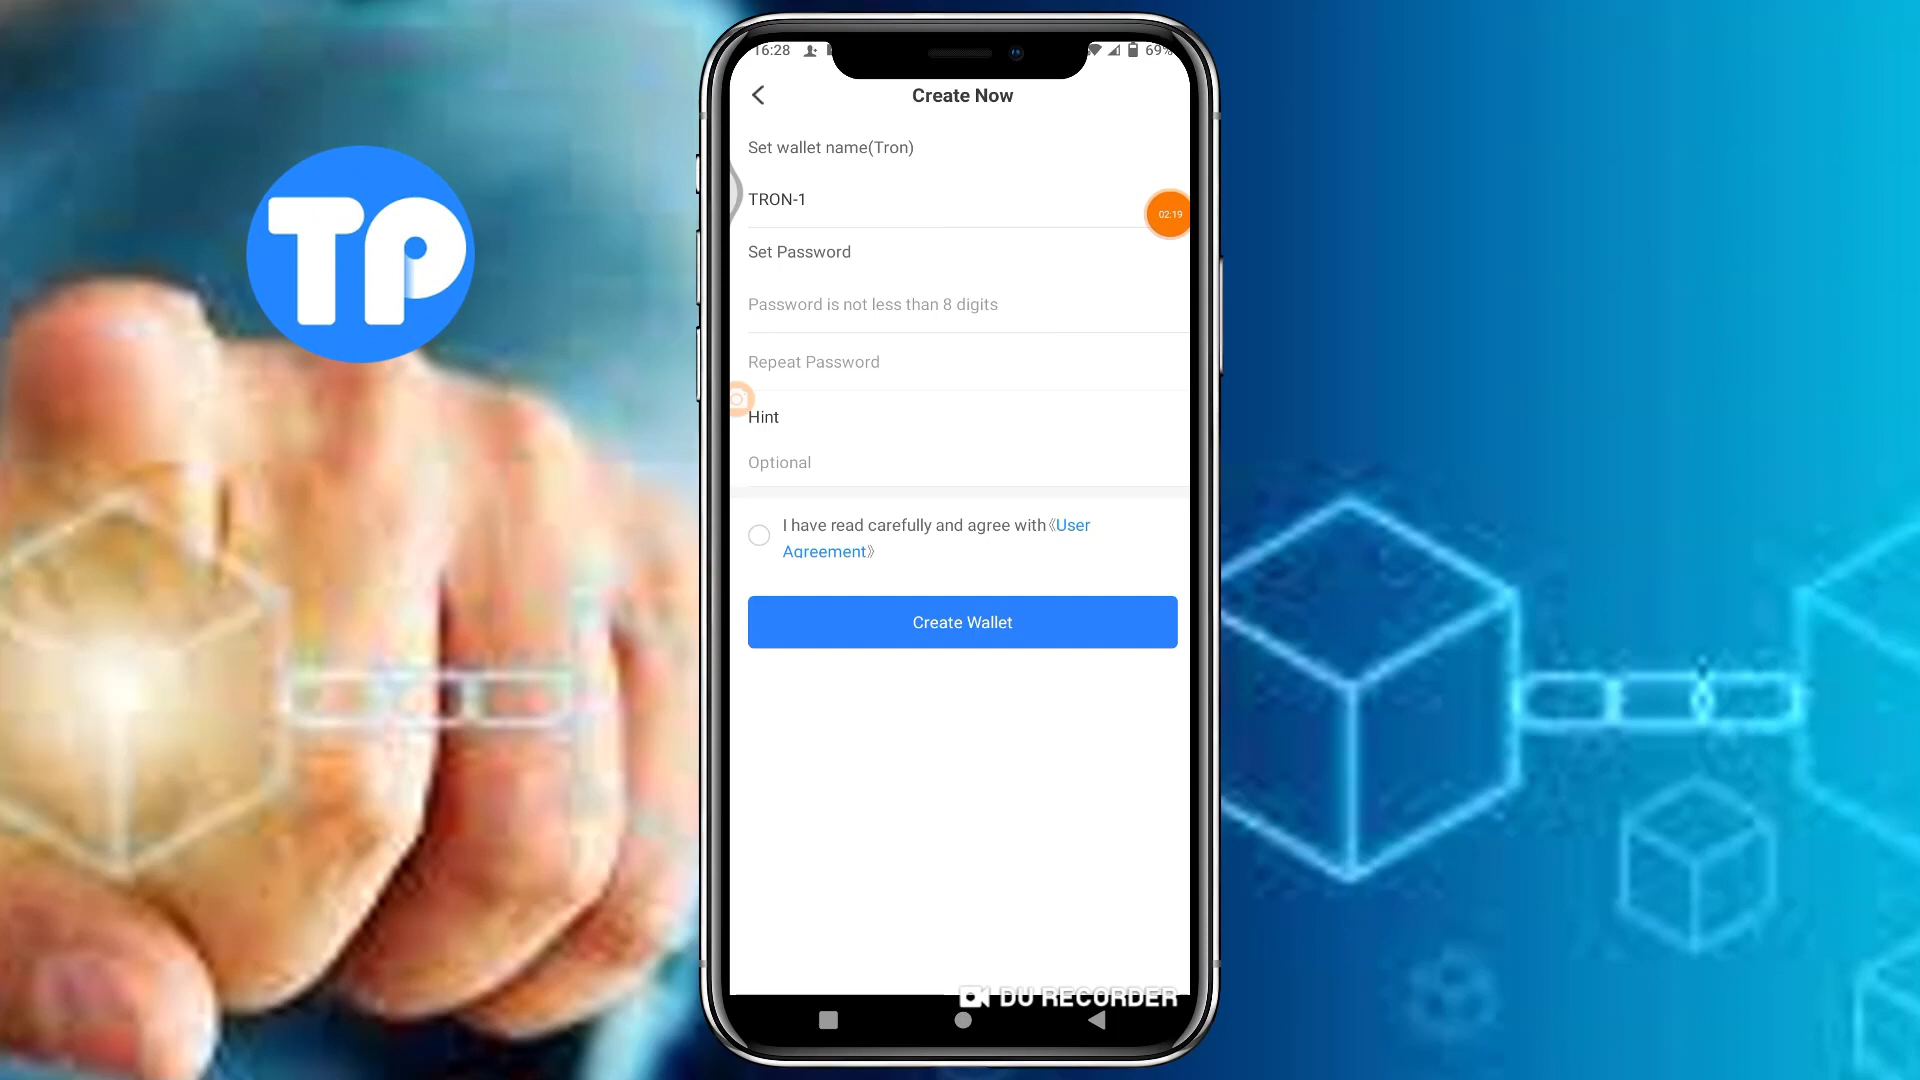 TP
16:28
69%
Create Now
Set wallet name(Tron)
TRON-1
02:19
Set Password
Password is not less than 8 digits
Repeat Password
Hint
Optional
I have read carefully and agree with《User
Agreement》
Create Wallet
DU RECORDER